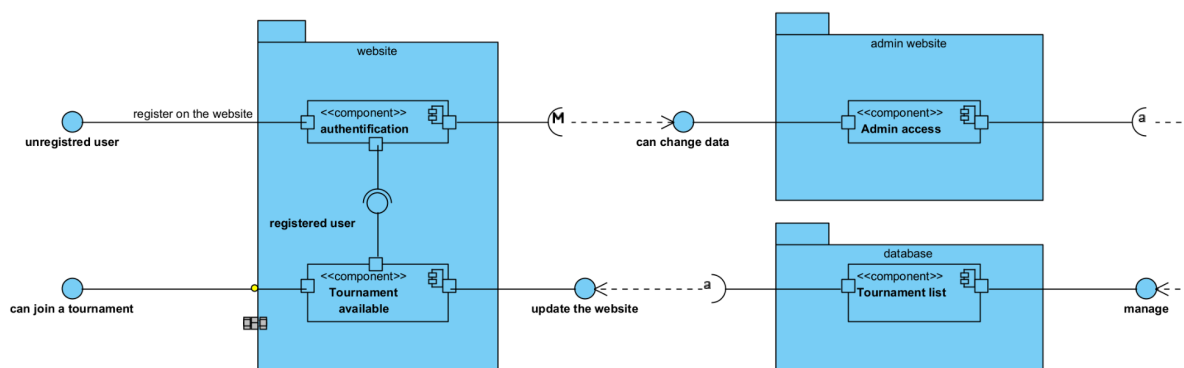 website
admin website
<<component>>
authentification
<<component>>
Admin access
register on the website
M
a
unregistred user
can change data
registered user
database
<<component>>
Tournament
available
<<component>>
Tournament list
a
can join a tournament
update the website
manage